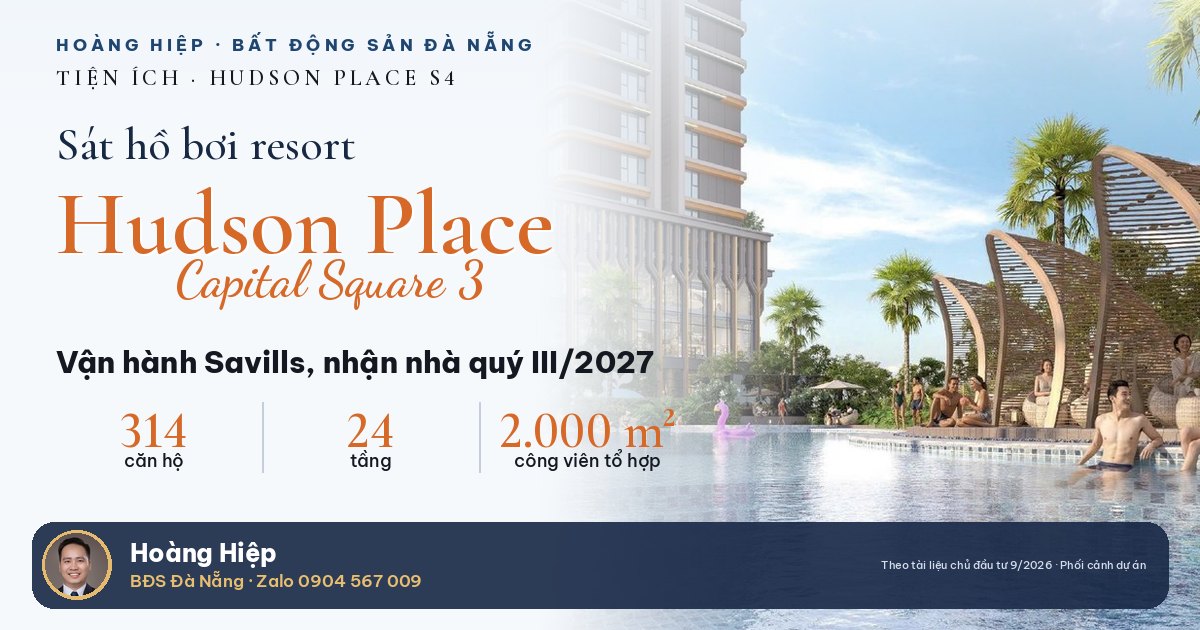 HOÀNG HIỆP · BẤT ĐỘNG SẢN ĐÀ NẴNG
TIỆN ÍCH · HUDSON PLACE S4
Sát hồ bơi resort
Hudson Place
Capital Square 3
Vận hành Savills, nhận nhà quý III/2027
314
căn hộ
24
tầng
2.000 m²
công viên tổ hợp
Hoàng Hiệp
BĐS Đà Nẵng · Zalo 0904 567 009
Theo tài liệu chủ đầu tư 9/2026 · Phối cảnh dự án